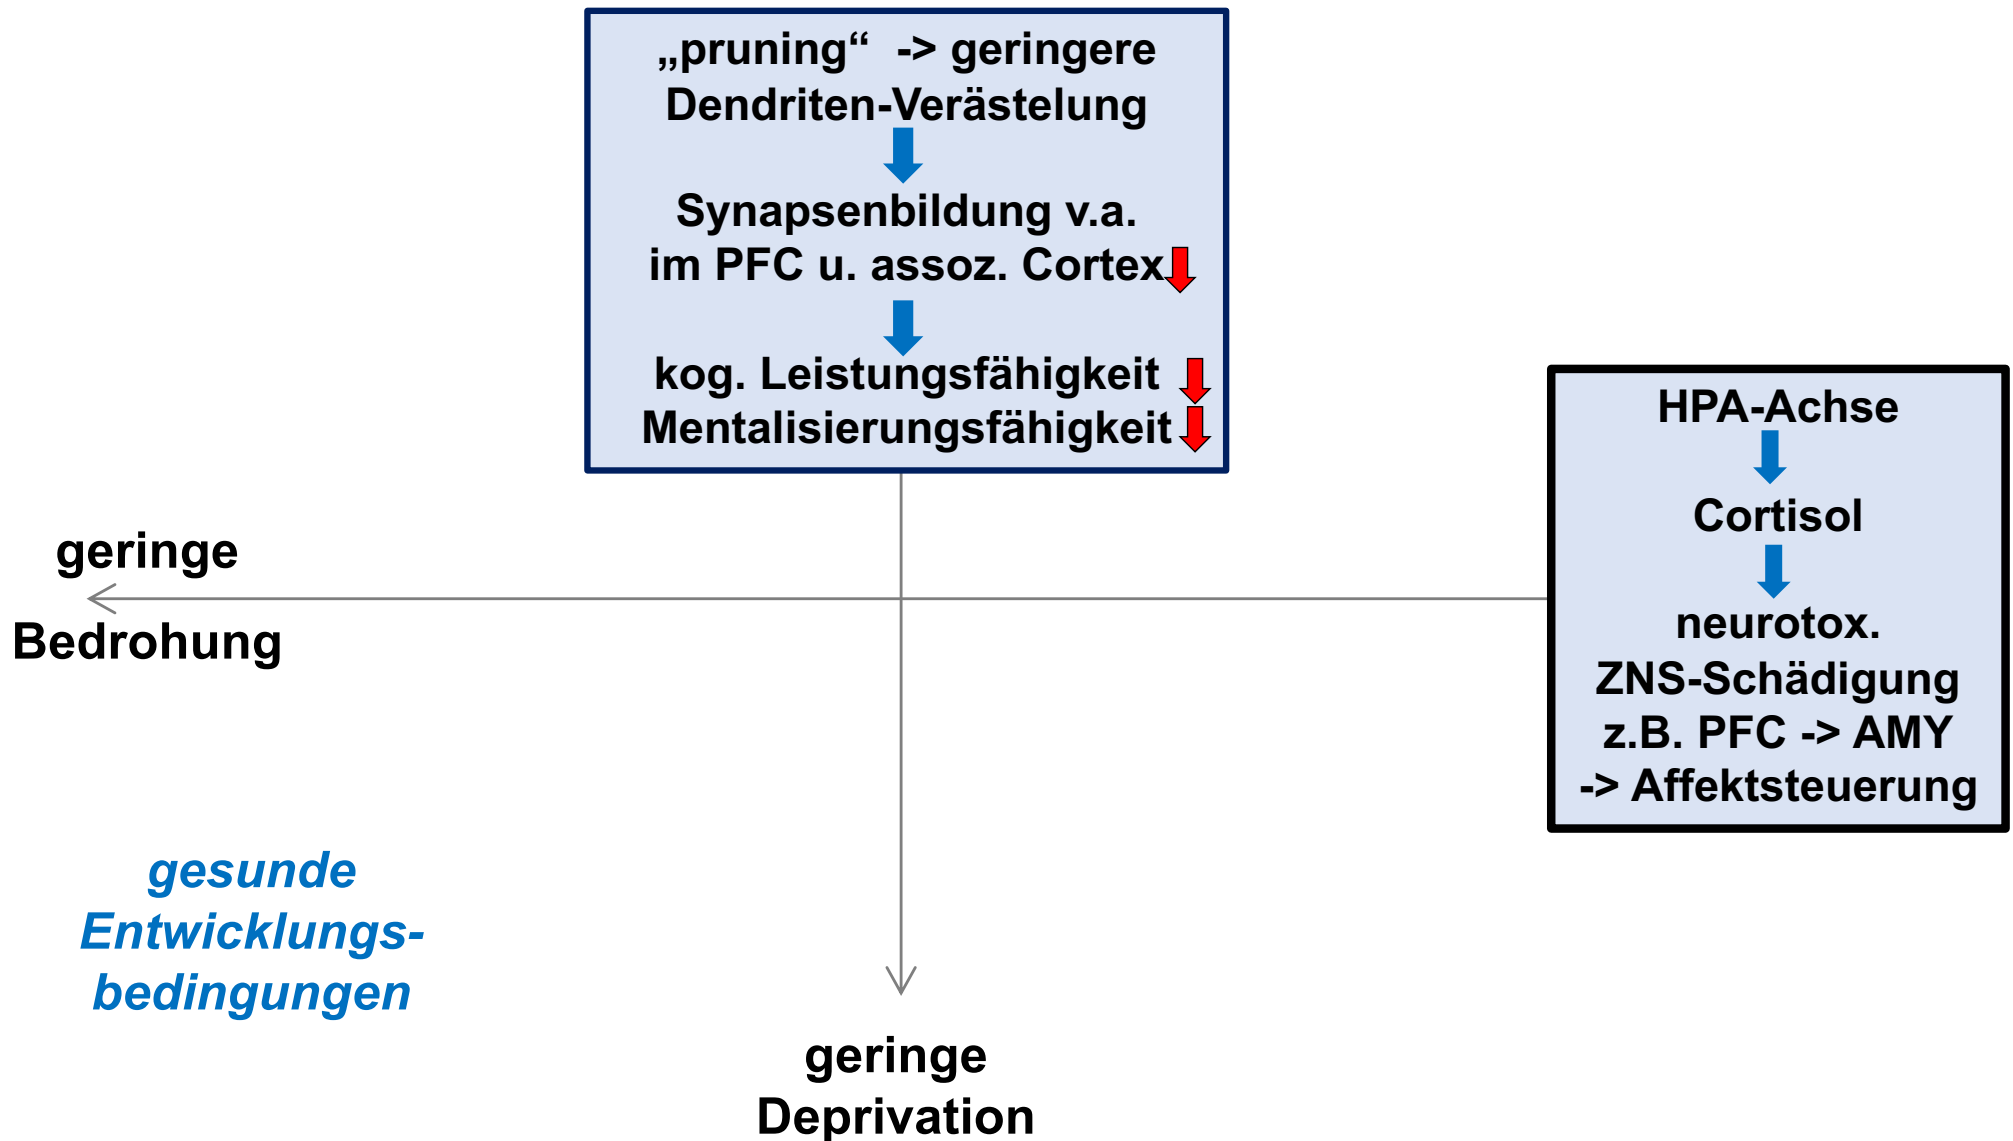 „pruning“ -> geringere
Dendriten-Verästelung
Synapsenbildung v.a.
im PFC u. assoz. Cortex
kog. Leistungsfähigkeit
Mentalisierungsfähigkeit
HPA-Achse
Cortisol
neurotox.
ZNS-Schädigung
z.B. PFC -> AMY
-> Affektsteuerung
geringe
Bedrohung
gesunde
Entwicklungs-
bedingungen
geringe
Deprivation